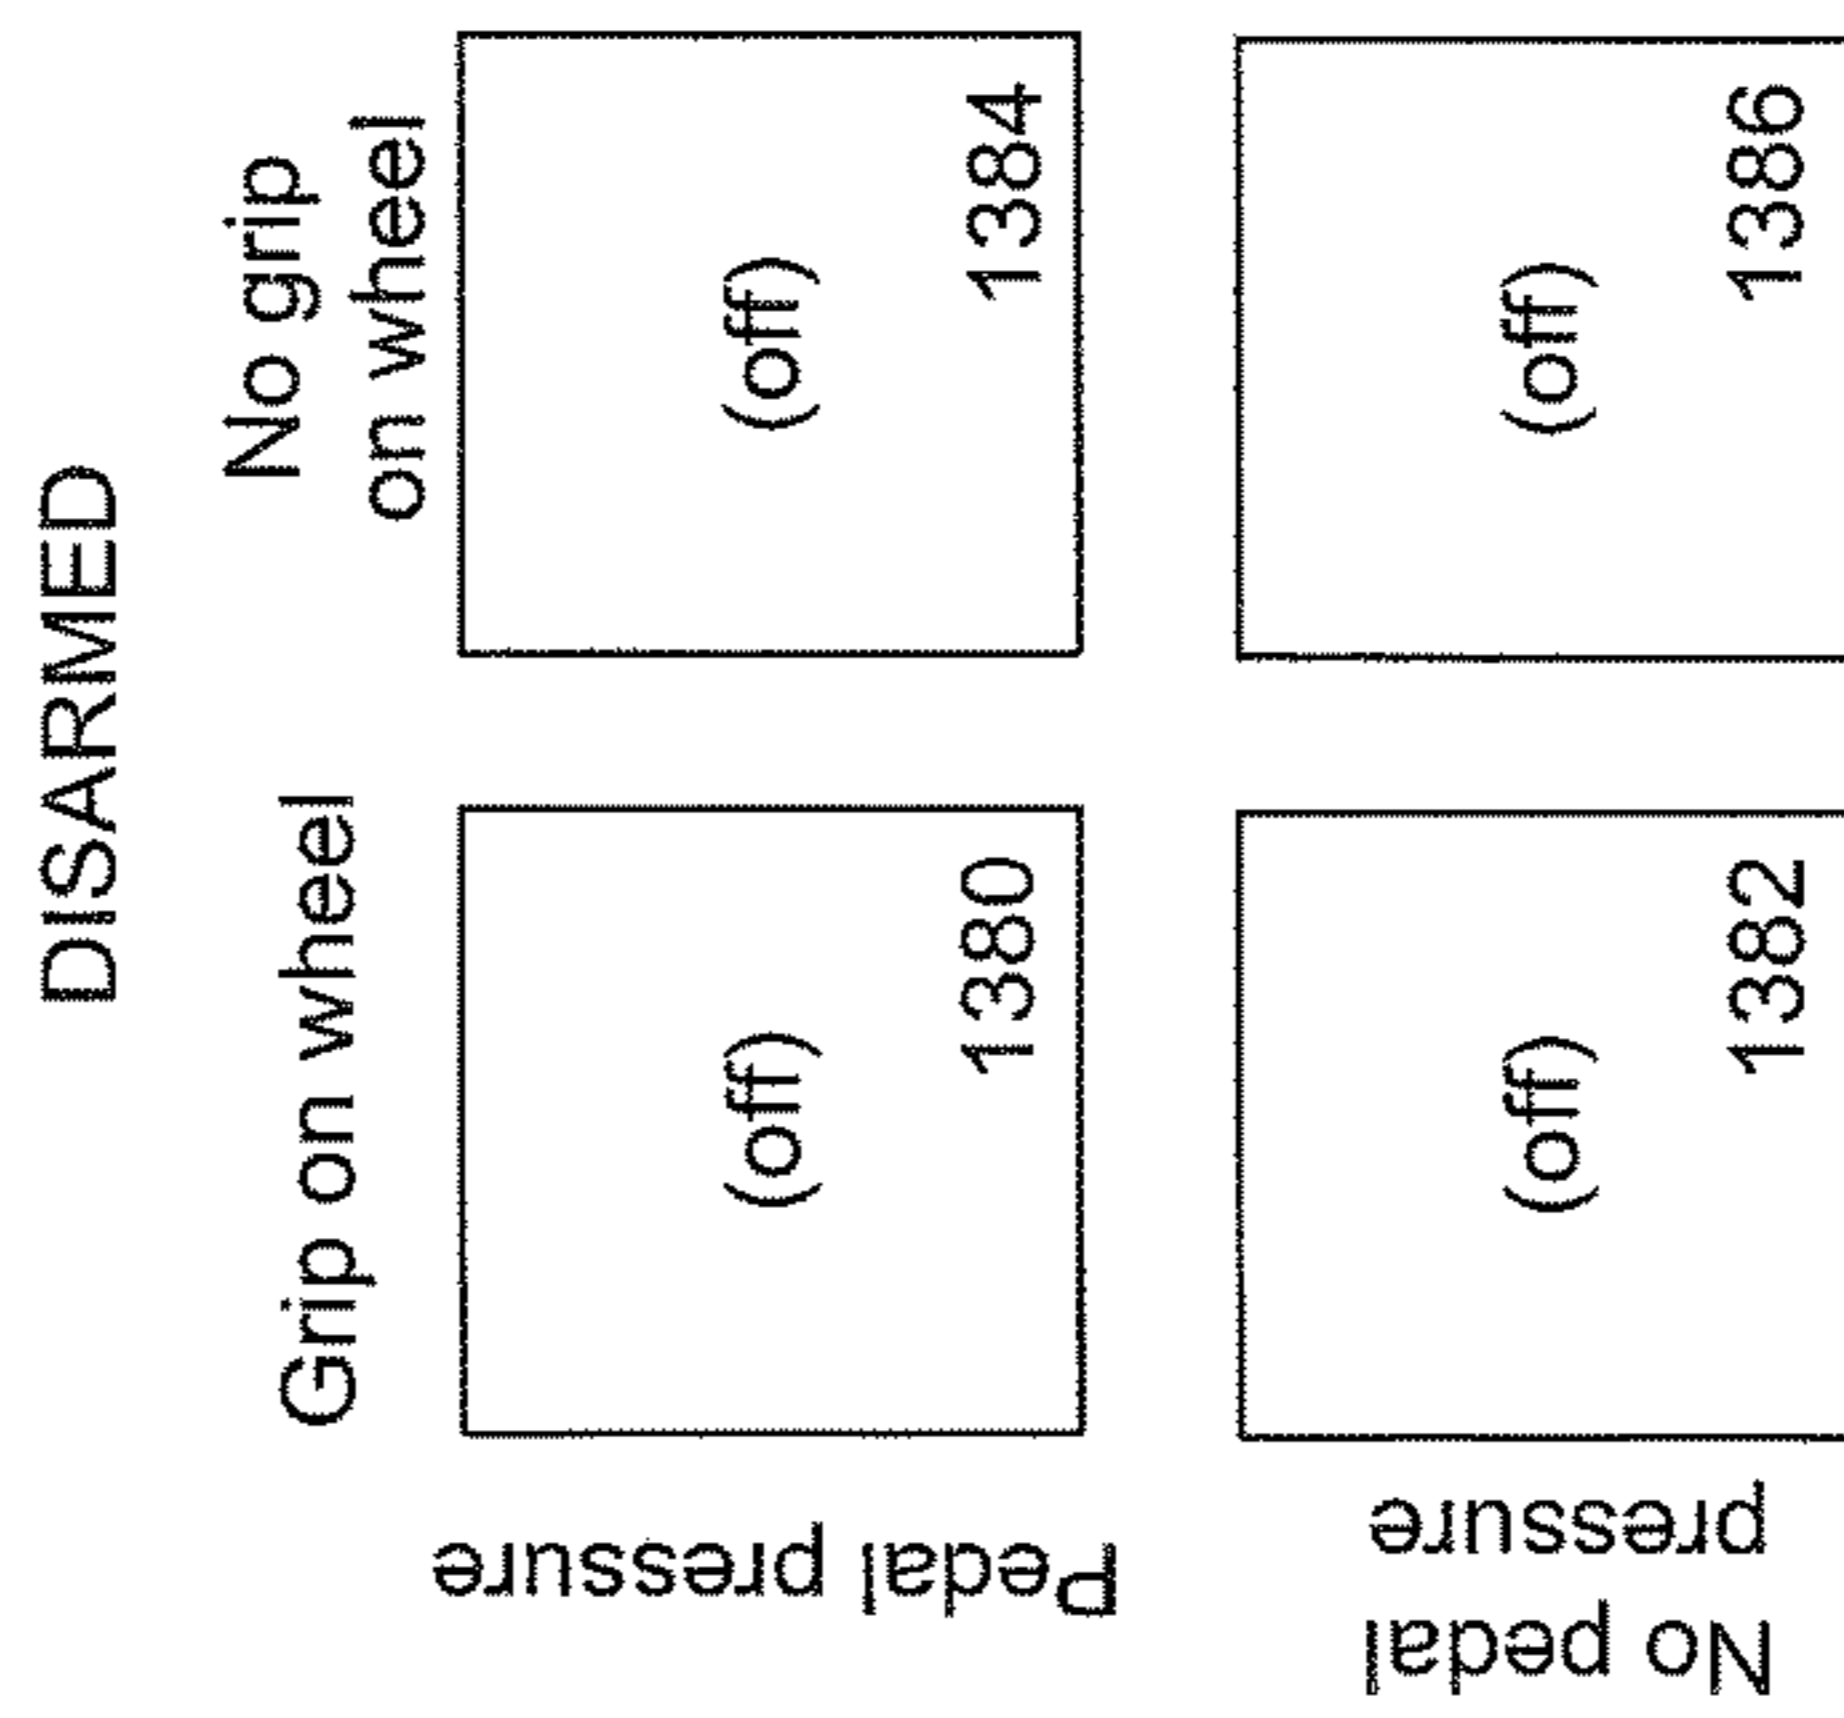 DISARMED
Grip on wheel
No grip
on wheel
Pedal pressure
(off)
1380
(off)
1384
No pedal
pressure
(off)
1382
(off)
1386